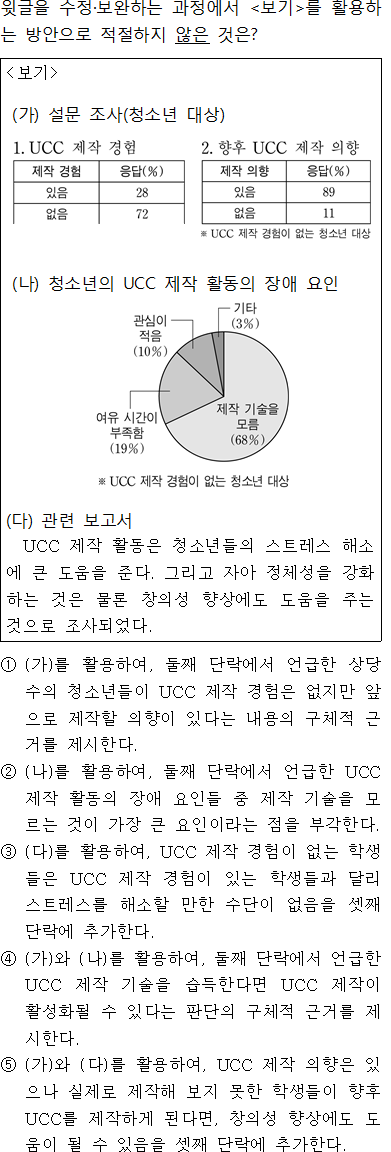 윗글을 수정·보완하는 과정에서 <보기>를 활용하
는 방안으로 적절하지 않은 것은?
<보기>
(가) 설문 조사(청소년 대상)
1. UCC 제작 경험
제작 경험 응답(%)
있음 28
없음 72
2. 향후 UCC 제작 의향
제작 의향 응답(%)
있음 89
없음 11
※ UCC 제작 경험이 없는 청소년 대상
(나) 청소년의 UCC 제작 활동의 장애 요인
기타
(3%)
관심이
적음
(10%)
여유 시간이
부족함
(19%)
제작 기술을
모름
(68%)
※ UCC 제작 경험이 없는 청소년 대상
(다) 관련 보고서
UCC 제작 활동은 청소년들의 스트레스 해소
에 큰 도움을 준다. 그리고 자아 정체성을 강화
하는 것은 물론 창의성 향상에도 도움을 주는
것으로 조사되었다.
① (가)를 활용하여, 둘째 단락에서 언급한 상당
수의 청소년들이 UCC 제작 경험은 없지만 앞
으로 제작할 의향이 있다는 내용의 구체적 근
거를 제시한다.
② (나)를 활용하여, 둘째 단락에서 언급한 UCC
제작 활동의 장애 요인들 중 제작 기술을 모
르는 것이 가장 큰 요인이라는 점을 부각한다.
③ (다)를 활용하여, UCC 제작 경험이 없는 학생
들은 UCC 제작 경험이 있는 학생들과 달리
스트레스를 해소할 만한 수단이 없음을 셋째
단락에 추가한다.
④ (가)와 (나)를 활용하여, 둘째 단락에서 언급한
UCC 제작 기술을 습득한다면 UCC 제작이
활성화될 수 있다는 판단의 구체적 근거를 제
시한다.
⑤ (가)와 (다)를 활용하여, UCC 제작 의향은 있
으나 실제로 제작해 보지 못한 학생들이 향후
UCC를 제작하게 된다면, 창의성 향상에도 도
움이 될 수 있음을 셋째 단락에 추가한다.